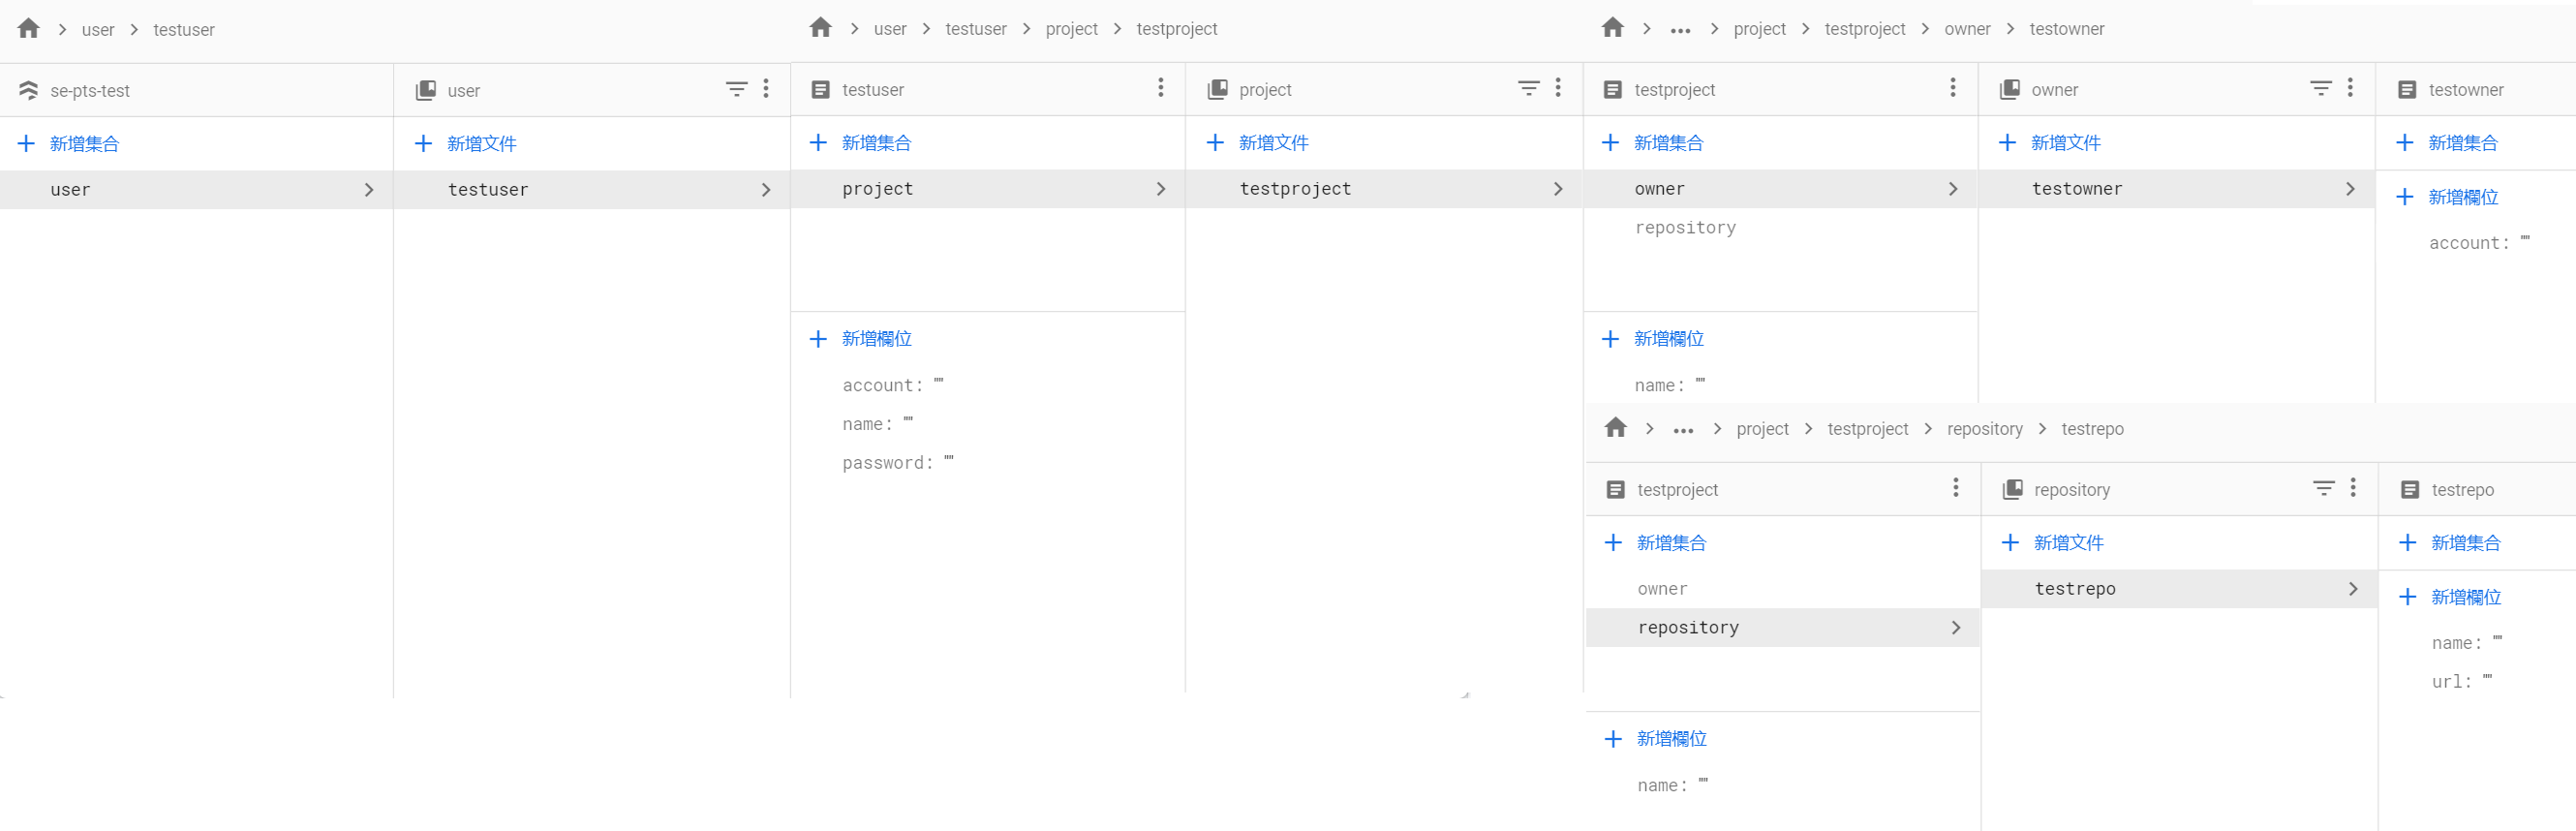 user > testuser
se-pts-test
+ 新增集合
user
user
+ 新增文件
testuser
user > testuser > project > testproject
testuser
+ 新增集合
project
+ 新增欄位
account: ""
name: ""
password: ""
project
+ 新增文件
testproject
... > project > testproject > owner > testowner
testproject
+ 新增集合
owner
repository
+ 新增欄位
name: ""
owner
+ 新增文件
testowner
testowner
+ 新增集合
+ 新增欄位
account: ""
... > project > testproject > repository > testrepo
testproject
+ 新增集合
owner
repository
+ 新增欄位
name: ""
repository
+ 新增文件
testrepo
testrepo
+ 新增集合
+ 新增欄位
name: ""
url: ""